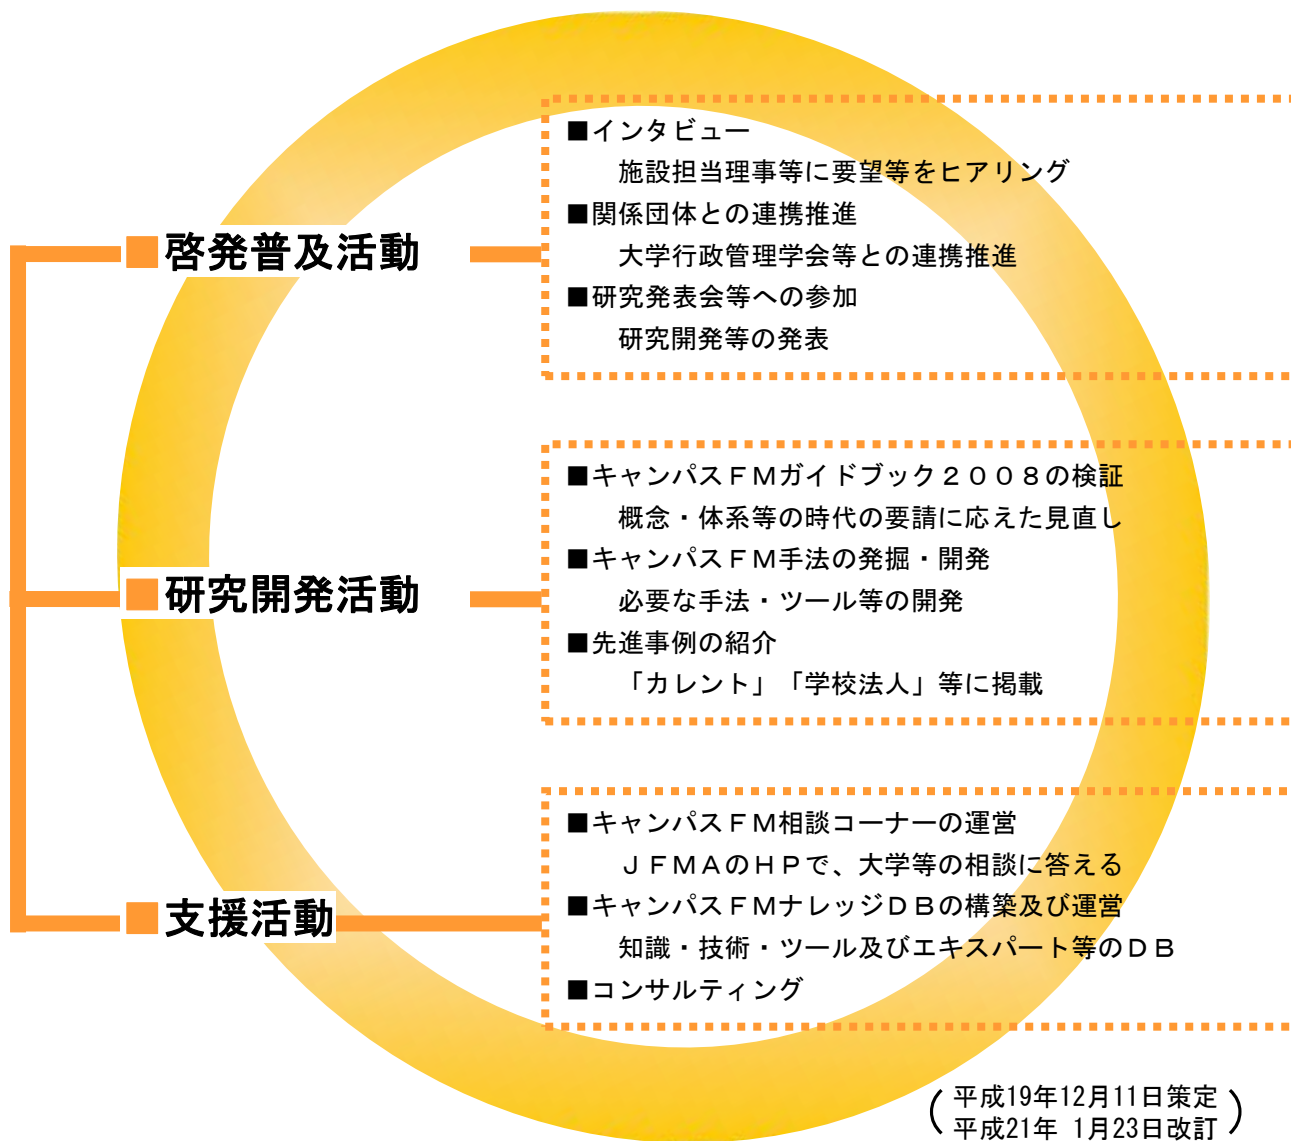 ■啓発普及活動
■インタビュー
施設担当理事等に要望等をヒアリング
■関係団体との連携推進
大学行政管理学会等との連携推進
■研究発表会等への参加
研究開発等の発表
■研究開発活動
■キャンパスＦＭガイドブック２００８の検証
概念・体系等の時代の要請に応えた見直し
■キャンパスＦＭ手法の発掘・開発
必要な手法・ツール等の開発
■先進事例の紹介
「カレント」「学校法人」等に掲載
■支援活動
■キャンパスＦＭ相談コーナーの運営
ＪＦＭＡのＨＰで、大学等の相談に答える
■キャンパスＦＭナレッジＤＢの構築及び運営
知識・技術・ツール及びエキスパート等のＤＢ
■コンサルティング
（平成19年12月11日策定
平成21年 1月23日改訂）